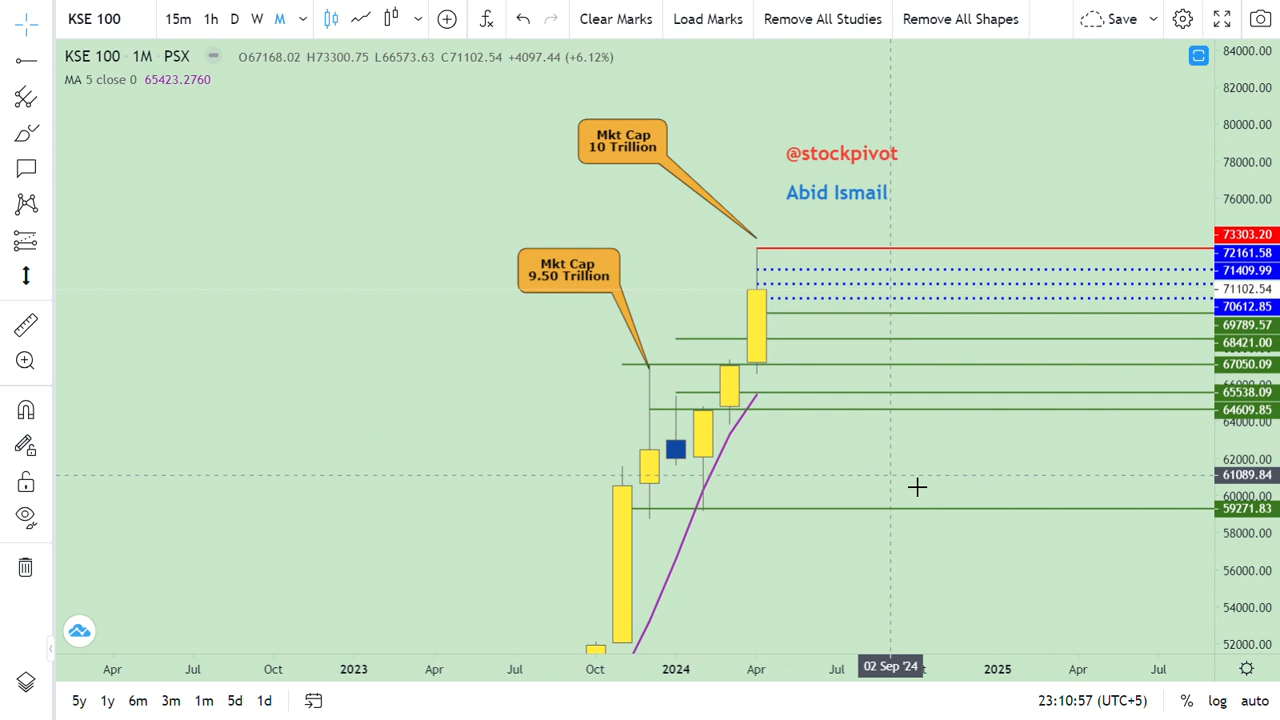 KSE 100
15m 1h D W M
Clear Marks
Load Marks
Remove All Studies
Remove All Shapes
Save
KSE 100 1M PSX
O67168.02 H73300.75 L66573.63 C71102.54 +4097.44 (+6.12%)
MA 5 close 0 65423.2760
Mkt Cap
10 Trillion
@stockpivot
Abid Ismail
Mkt Cap
9.50 Trillion
84000.00
82000.00
80000.00
78000.00
76000.00
73303.20
72161.58
71409.99
71102.54
70612.85
69789.57
68421.00
67050.09
65538.09
64609.85
64000.00
62000.00
61089.84
60000.00
59271.83
58000.00
56000.00
54000.00
52000.00
Apr Jul Oct 2023 Apr Jul Oct 2024 Apr Jul 02 Sep '24 2025 Apr Jul
5y 1y 6m 3m 1m 5d 1d
23:10:57 (UTC+5)
% log auto